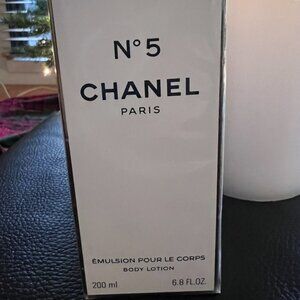 N°5
CHANEL
PARIS
ÉMULSION POUR LE CORPS
BODY LOTION
200 ml 6.8 FL.OZ.